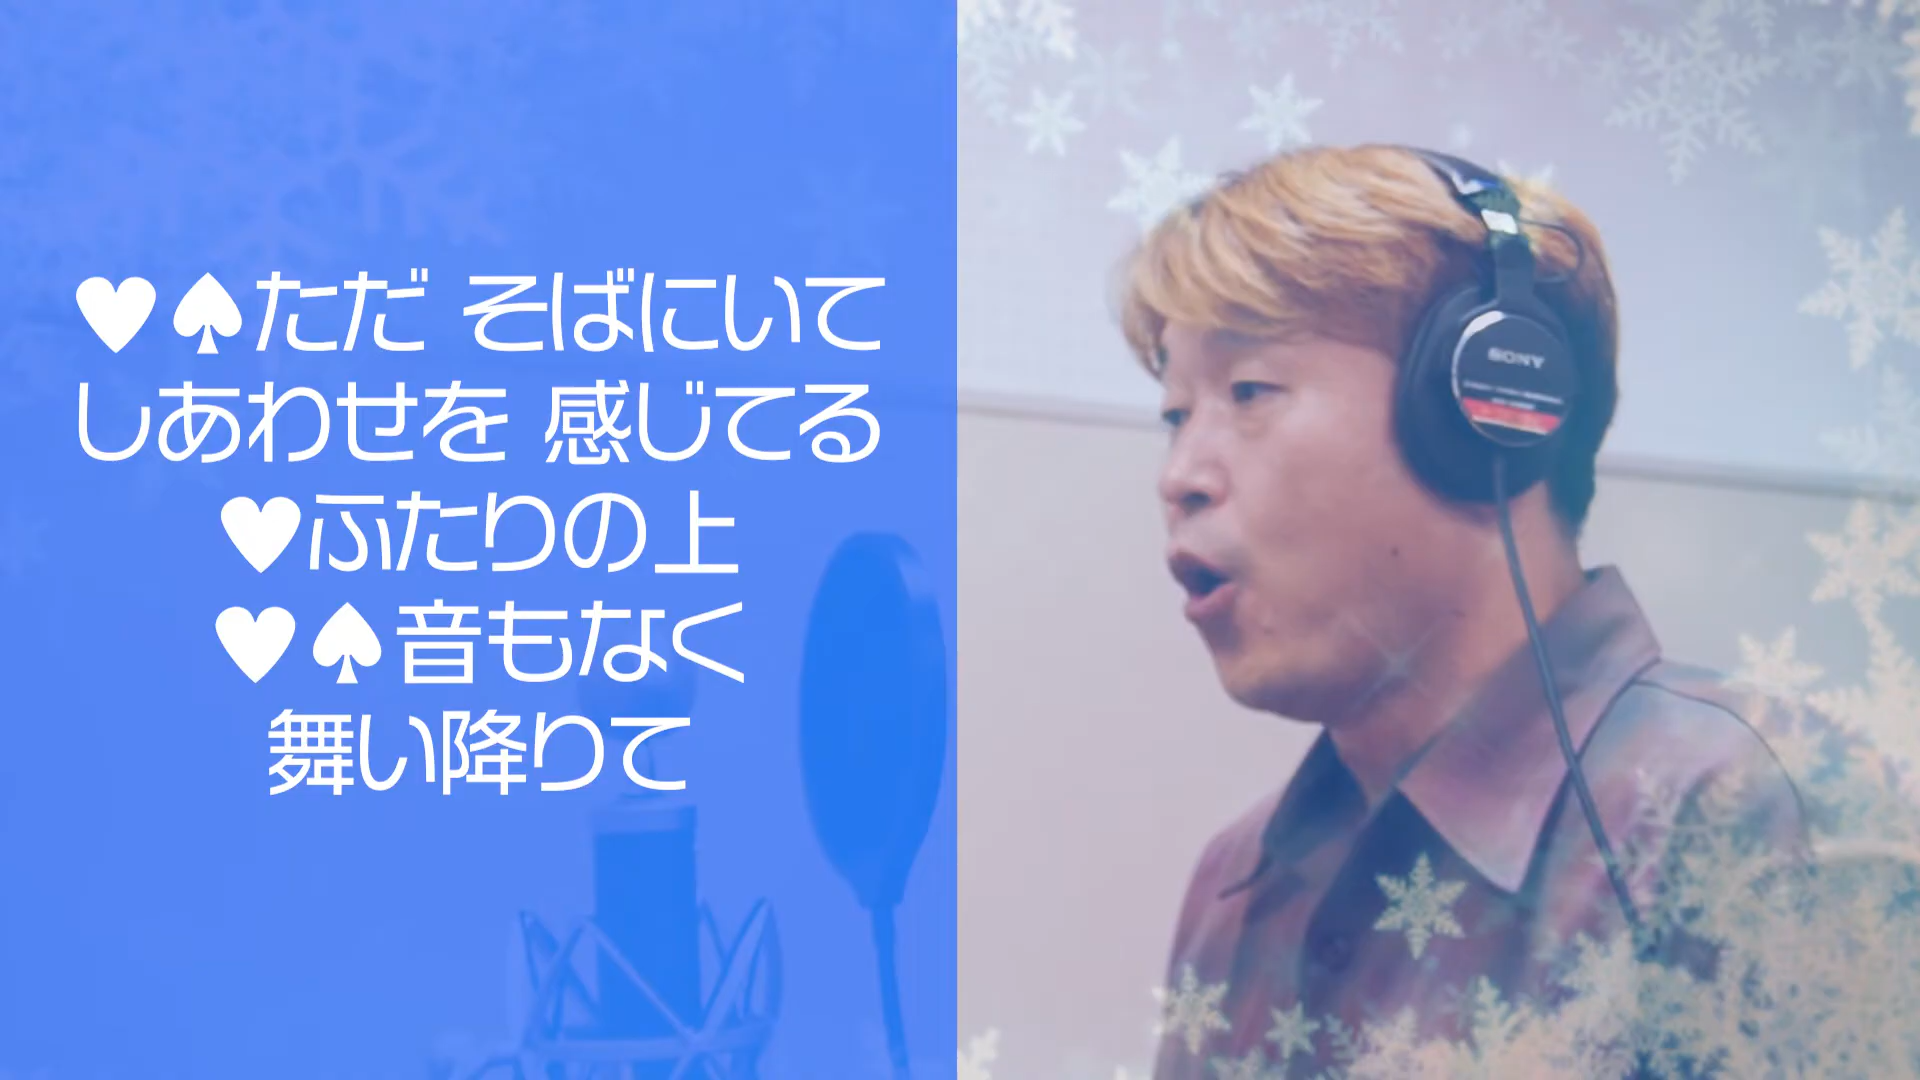 ♥♠ただ そばにいて
しあわせを 感じてる
♥ふたりの上
♥♠音もなく
舞い降りて
SONY